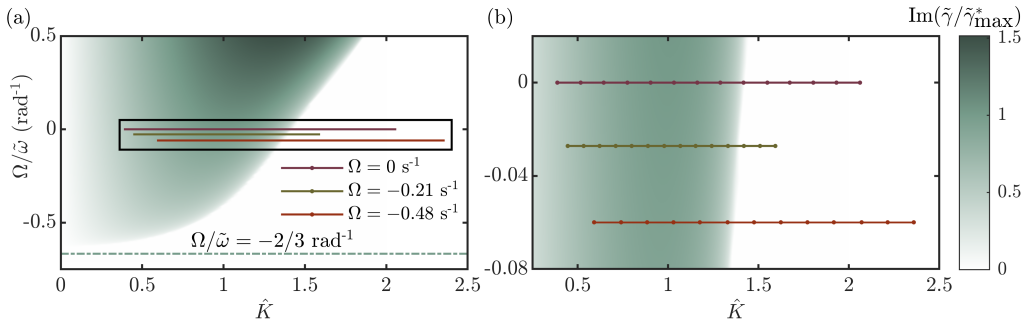 (a)
(b)
Im(γ̃/γ̃*max)
0.5
0
-0.5
Ω/ω̃ (rad⁻¹)
Ω = 0 s⁻¹
Ω = −0.21 s⁻¹
Ω = −0.48 s⁻¹
Ω/ω̃ = −2/3 rad⁻¹
0 0.5 1 1.5 2 2.5
K̂
0
-0.04
-0.08
0.5 1 1.5 2 2.5
K̂
1.5
1
0.5
0